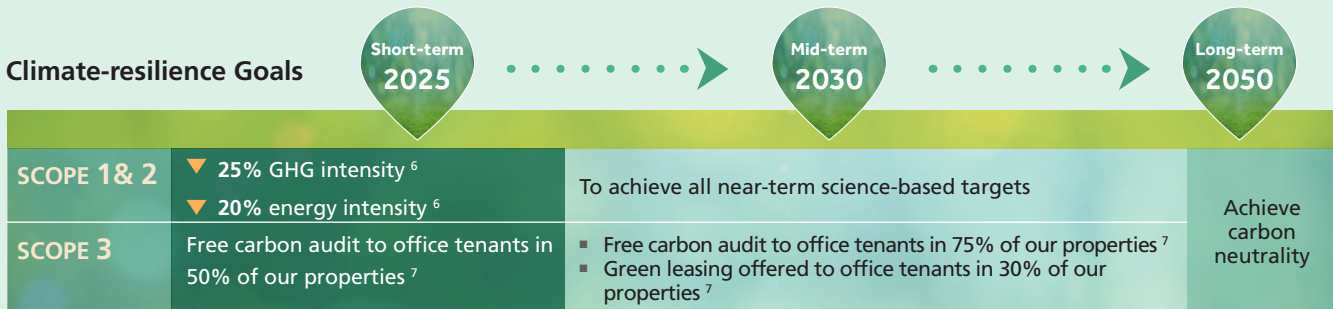 Climate-resilience Goals
Short-term
2025
Mid-term
2030
Long-term
2050
SCOPE 1& 2
25% GHG intensity 6
20% energy intensity 6
To achieve all near-term science-based targets
SCOPE 3
Free carbon audit to office tenants in
50% of our properties 7
▪ Free carbon audit to office tenants in 75% of our properties 7
▪ Green leasing offered to office tenants in 30% of our
properties 7
Achieve
carbon
neutrality